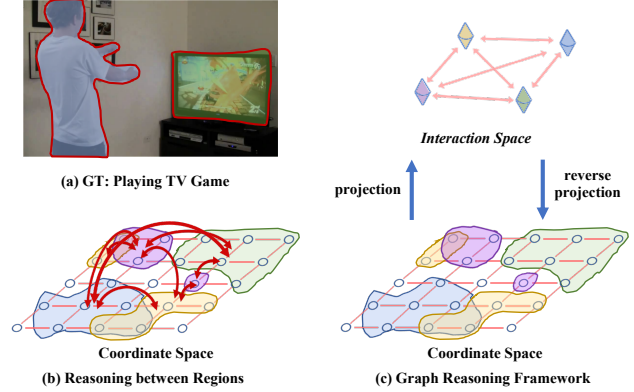 (a) GT: Playing TV Game
Interaction Space
projection
reverse
projection
Coordinate Space
(b) Reasoning between Regions
Coordinate Space
(c) Graph Reasoning Framework